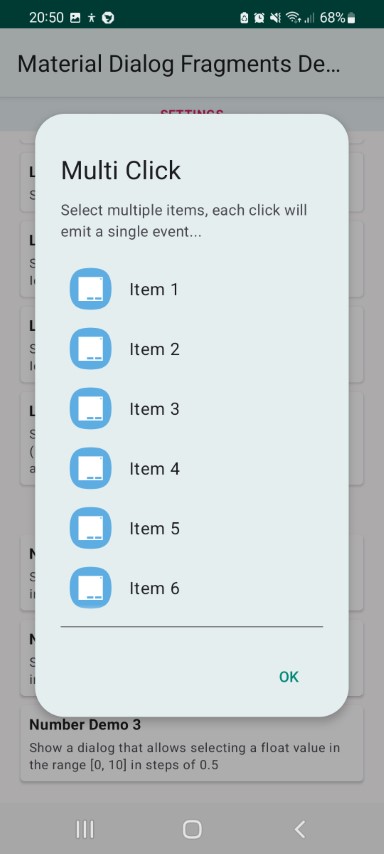 20:50
68%
Material Dialog Fragments De...
SETTINGS
Multi Click
Select multiple items, each click will
emit a single event...
Item 1
Item 2
Item 3
Item 4
Item 5
Item 6
OK
Number Demo 3
Show a dialog that allows selecting a float value in
the range [0, 10] in steps of 0.5